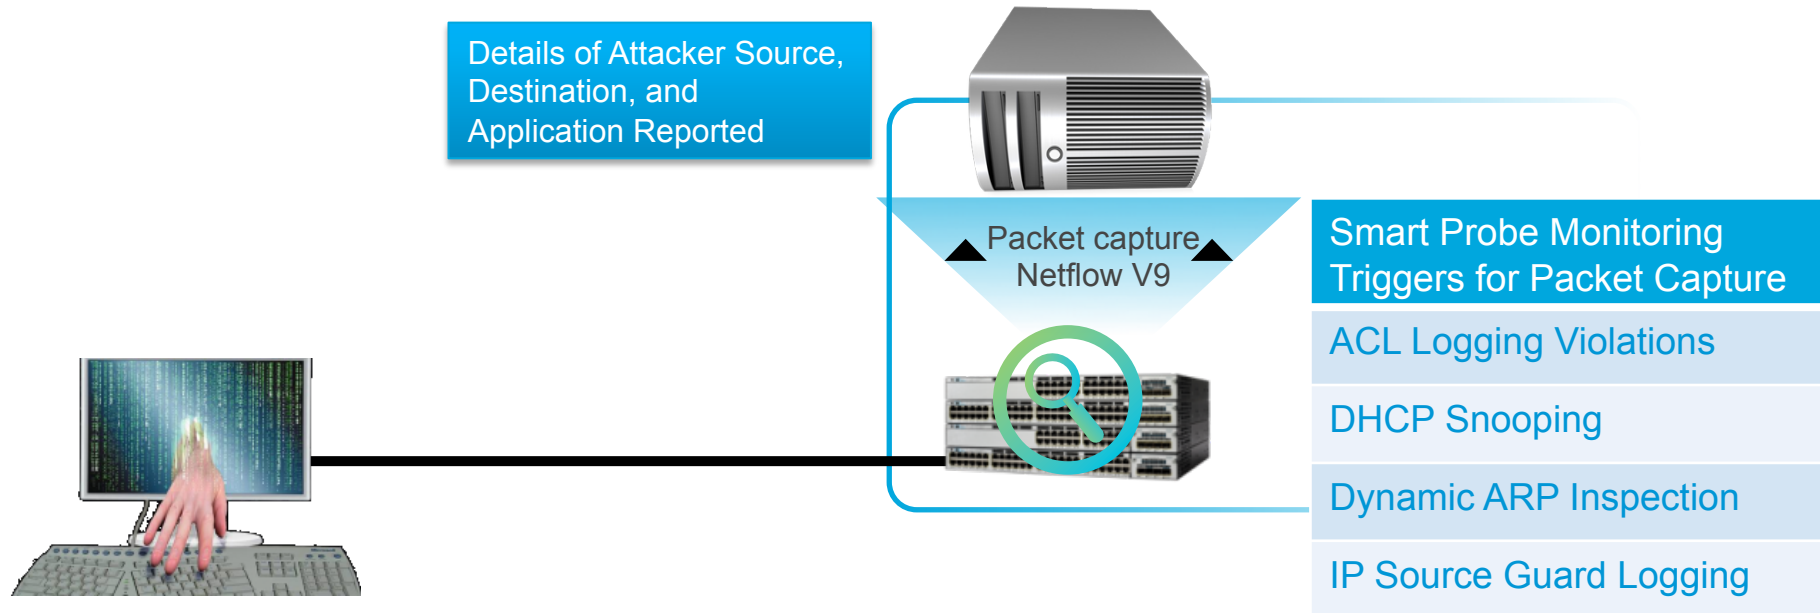 Details of Attacker Source,
Destination, and
Application Reported
Packet capture
Netflow V9
Smart Probe Monitoring
Triggers for Packet Capture
ACL Logging Violations
DHCP Snooping
Dynamic ARP Inspection
IP Source Guard Logging